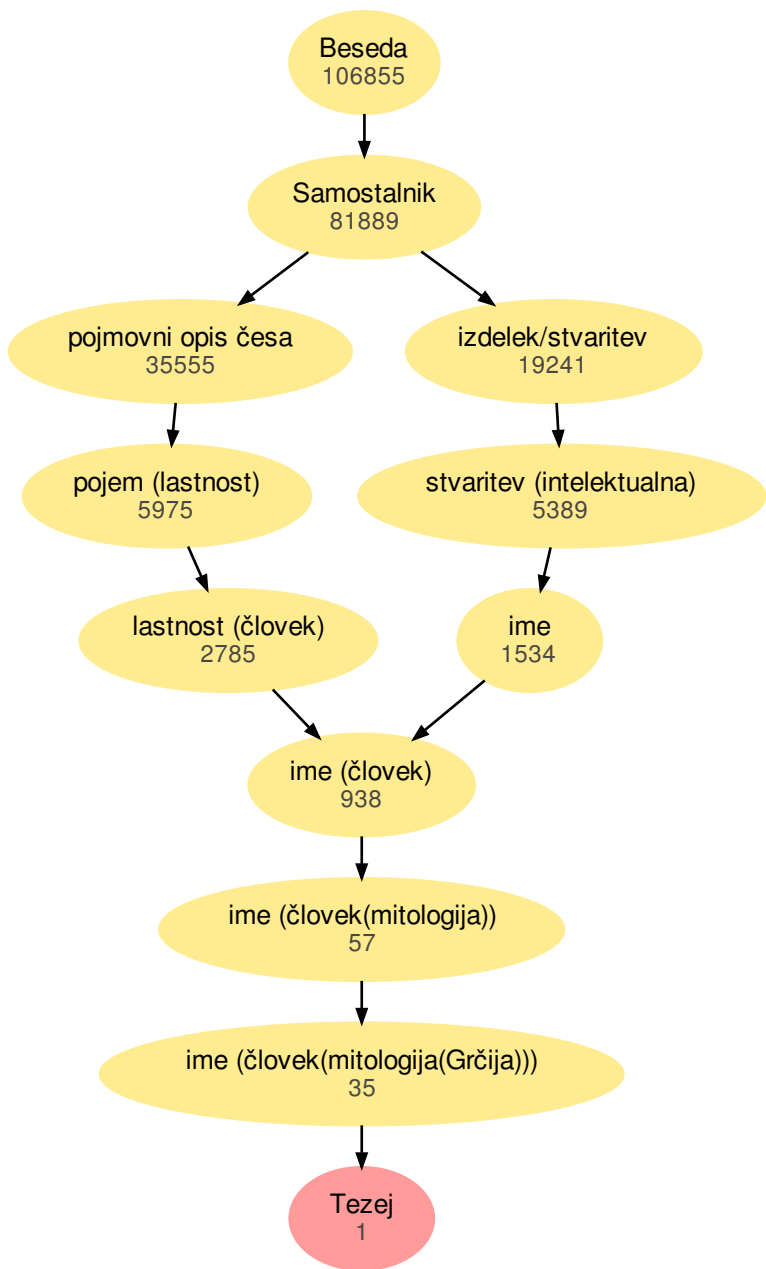 Beseda
106855
Samostalnik
81889
pojmovni opis česa
35555
izdelek/stvaritev
19241
pojem (lastnost)
5975
stvaritev (intelektualna)
5389
lastnost (človek)
2785
ime
1534
ime (človek)
938
ime (človek(mitologija))
57
ime (človek(mitologija(Grčija)))
35
Tezej
1